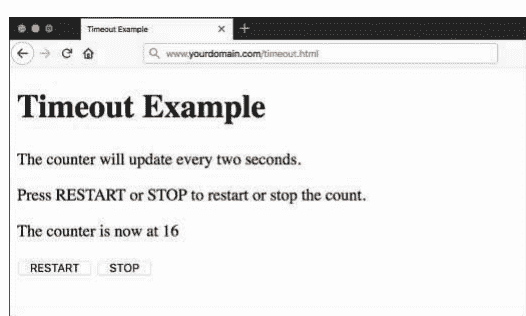 Timeout Example
www.yourdomain.com/timeout.html
Timeout Example
The counter will update every two seconds.
Press RESTART or STOP to restart or stop the count.
The counter is now at 16
RESTART STOP